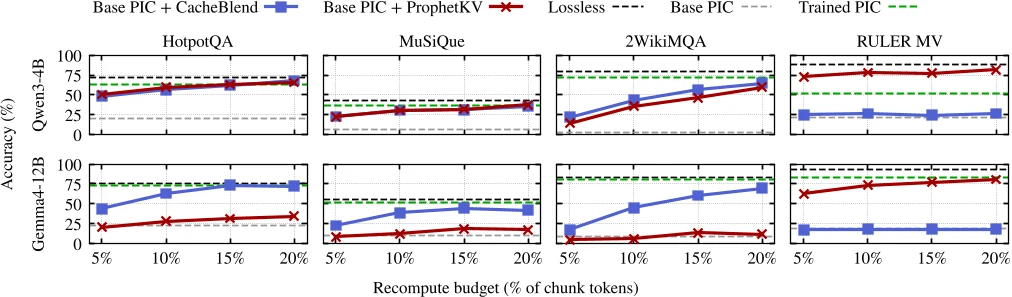 Base PIC + CacheBlend Base PIC + ProphetKV Lossless Base PIC Trained PIC
HotpotQA MuSiQue 2WikiMQA RULER MV
Accuracy (%)
Qwen3-4B
100
75
50
25
0
Gemma4-12B
100
75
50
25
0
5% 10% 15% 20% 5% 10% 15% 20% 5% 10% 15% 20% 5% 10% 15% 20%
Recompute budget (% of chunk tokens)